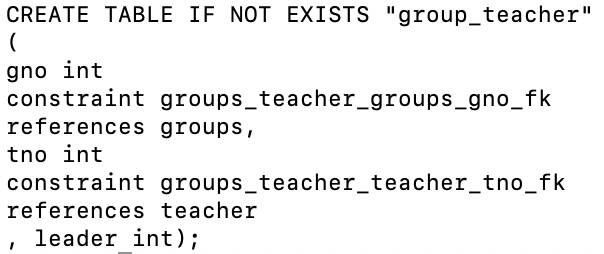 CREATE TABLE IF NOT EXISTS "group_teacher"
(
gno int
constraint groups_teacher_groups_gno_fk
references groups,
tno int
constraint groups_teacher_teacher_tno_fk
references teacher
, leader_int);